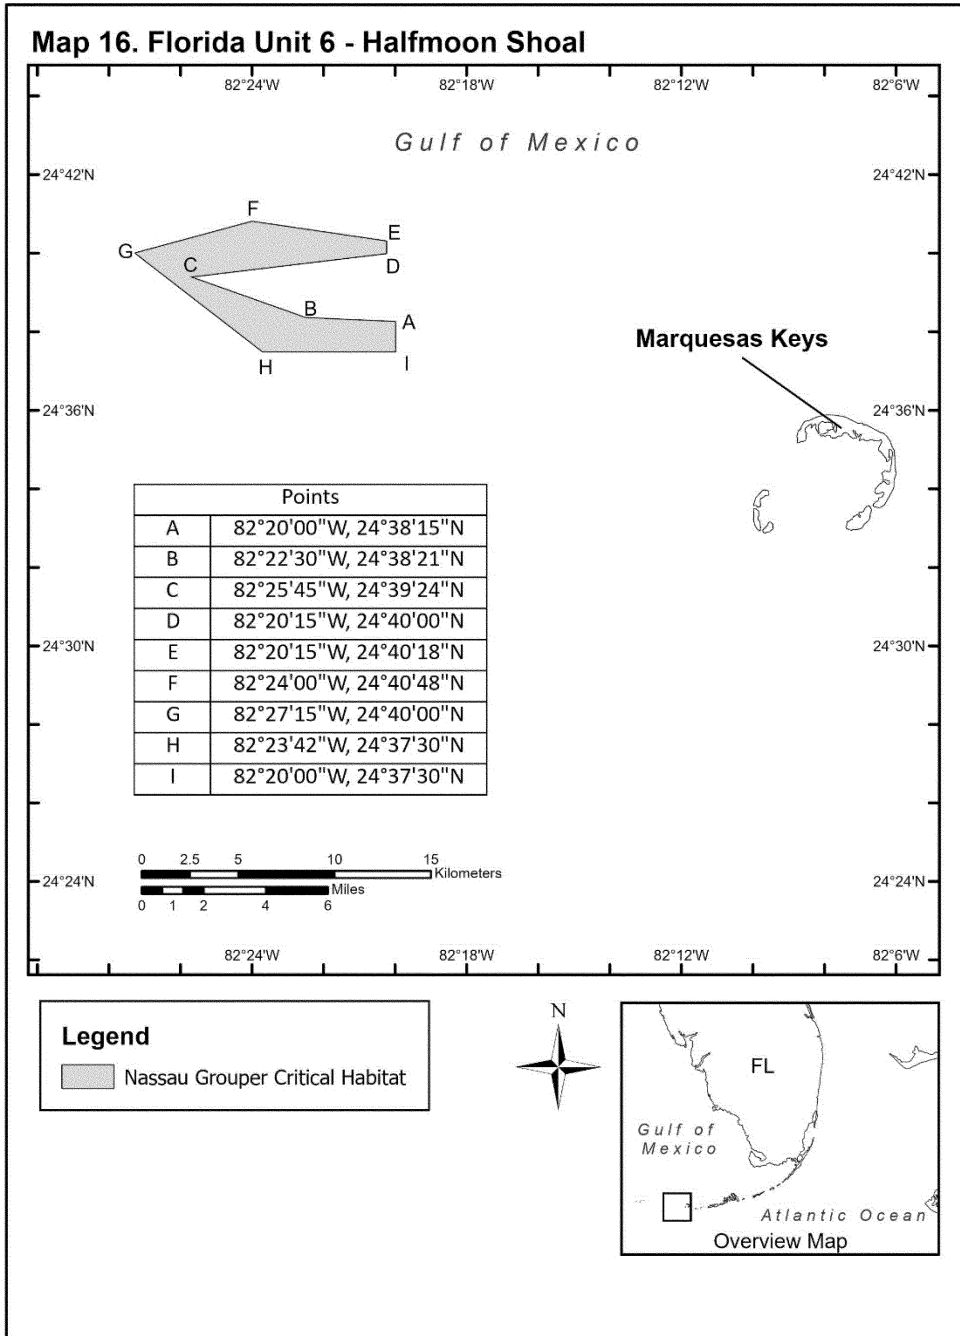 Map 16. Florida Unit 6 - Halfmoon Shoal
82°24'W 82°18'W 82°12'W 82°6'W
Gulf of Mexico
24°42'N 24°42'N
F
E
G
C
D
B
A
H
I
Marquesas Keys
24°36'N 24°36'N
Points
A 82°20'00"W, 24°38'15"N
B 82°22'30"W, 24°38'21"N
C 82°25'45"W, 24°39'24"N
D 82°20'15"W, 24°40'00"N
E 82°20'15"W, 24°40'18"N
F 82°24'00"W, 24°40'48"N
G 82°27'15"W, 24°40'00"N
H 82°23'42"W, 24°37'30"N
I 82°20'00"W, 24°37'30"N
24°30'N 24°30'N
0 2.5 5 10 15
Kilometers
Miles
0 1 2 4 6
24°24'N 24°24'N
82°24'W 82°18'W 82°12'W 82°6'W
Legend
Nassau Grouper Critical Habitat
N
FL
Gulf of
Mexico
Atlantic Ocean
Overview Map